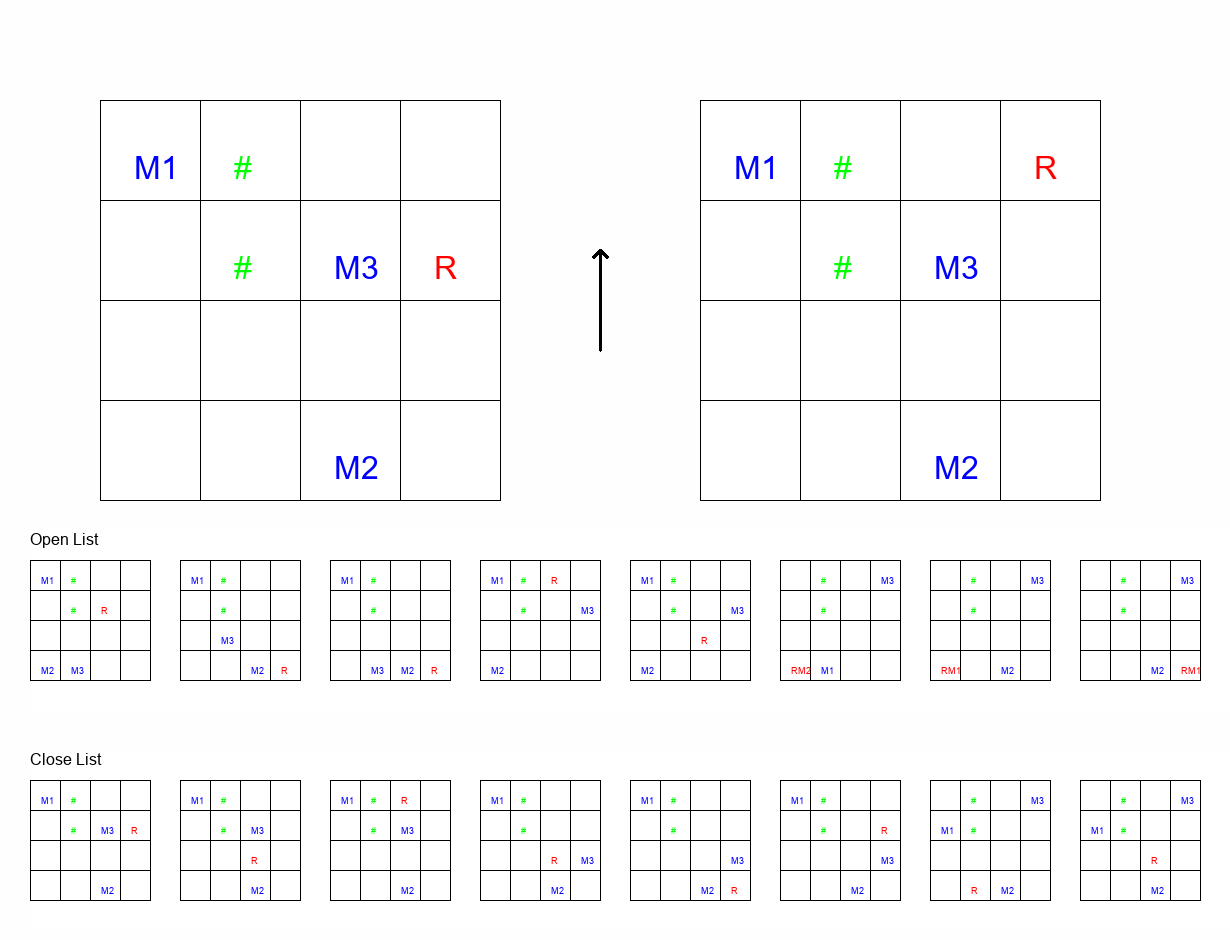 M1 # M1 # R
# M3 R # M3
M2 M2
Open List
M1 # M1 # M1 # M1 # R M1 # # M3 # M3 # M3
# R # # # M3 # M3 # # #
M3 R
M2 M3 M2 R M3 M2 R M2 M2 RM2 M1 RM1 M2 M2 RM1
Close List
M1 # M1 # M1 # R M1 # M1 # M1 # # M3 # M3
# M3 R # M3 # M3 # # # R M1 # M1 #
R R M3 M3 M3 R
M2 M2 M2 M2 M2 R M2 R M2 M2